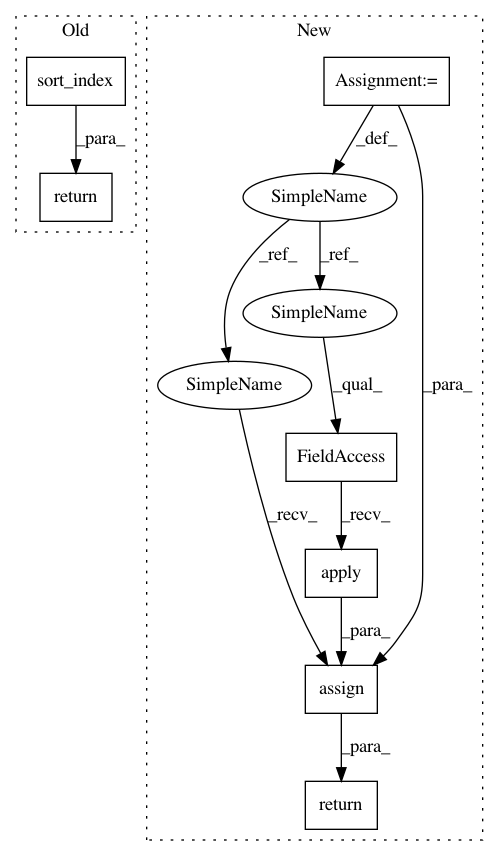 Old
New
sort_index
Assignment:=
_para_
_def_
return
SimpleName
_ref_
_ref_
SimpleName
SimpleName
_qual_
_para_
FieldAccess
_recv_
_recv_
apply
_para_
assign
_para_
return